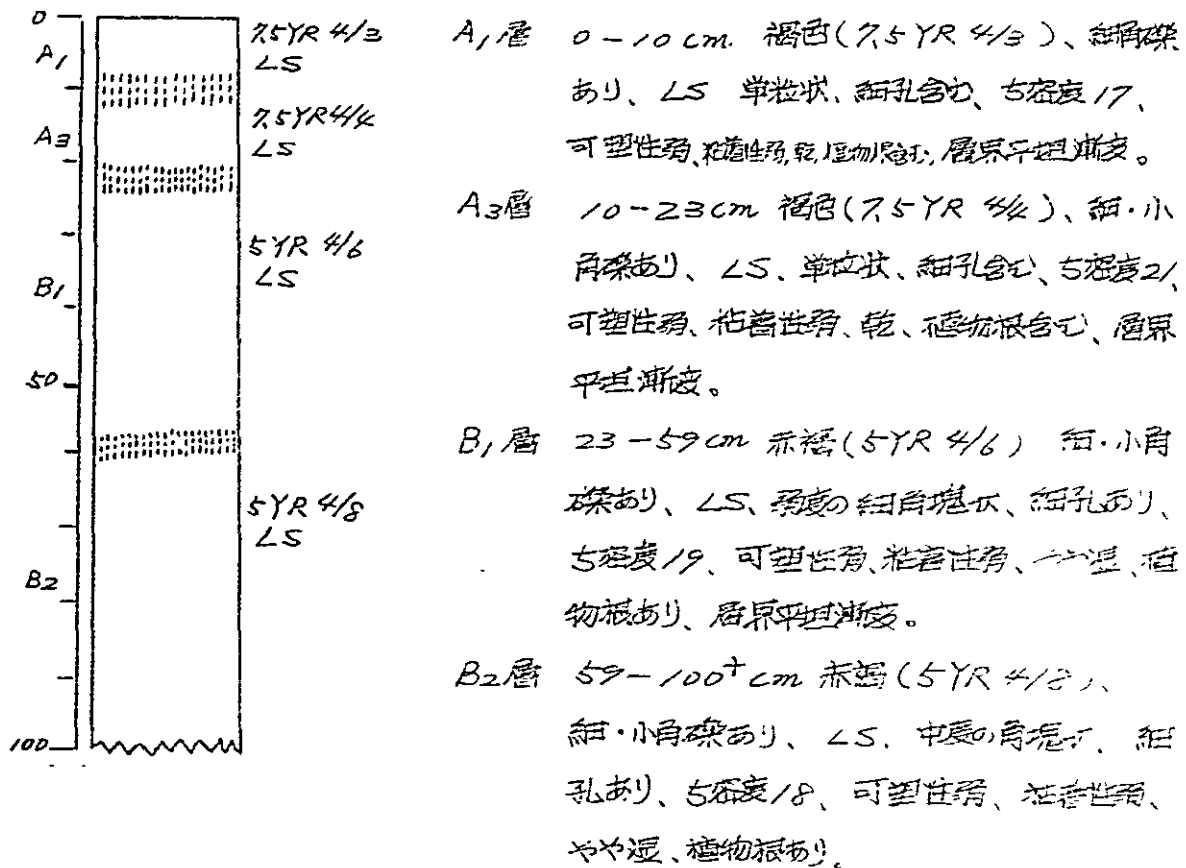 0
A1
A3
B1
50
B2
100
7.5YR 4/3
LS
7.5YR 4/4
LS
5YR 4/6
LS
5YR 4/8
LS
A1層 0-10cm. 褐色(7.5YR 4/3)、細角礫
あり、LS 単粒状、細孔含む、ち密度17、
可塑性弱、粘着性弱、乾、植物根含む、層界平坦漸変。
A3層 10-23cm 褐色(7.5YR 4/4)、細・小
角礫あり、LS、単粒状、細孔含む、ち密度21、
可塑性弱、粘着性弱、乾、植物根含む、層界
平坦漸変。
B1層 23-59cm 赤褐(5YR 4/6) 細・小角
礫あり、LS、弱度の細角塊状、細孔あり、
ち密度19、可塑性弱、粘着性弱、やや湿、植
物根あり、層界平坦漸変。
B2層 59-100+cm 赤褐(5YR 4/8)、
細・小角礫あり、LS、中度の角塊状、細
孔あり、ち密度18、可塑性弱、粘着性弱、
やや湿、植物根あり。